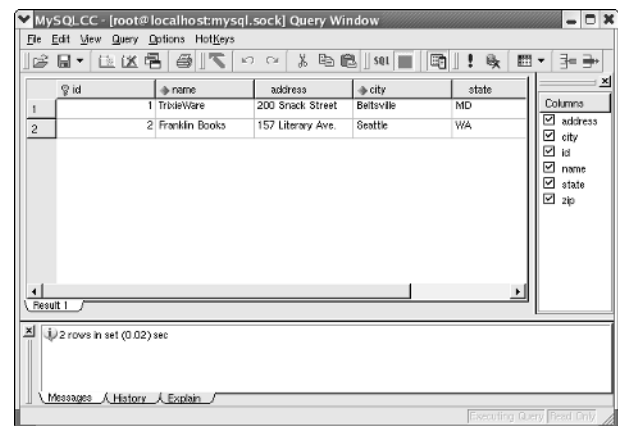 MySQLCC - [root@localhost:mysql.sock] Query Window
File Edit View Query Options HotKeys
SQL
id name address city state
1 1 TrixieWare 200 Snack Street Beltsville MD
2 2 Franklin Books 157 Literary Ave. Seattle WA
Columns
address
city
id
name
state
zip
Result 1
2 rows in set (0.02) sec
Messages History Explain
Executing Query Read Only